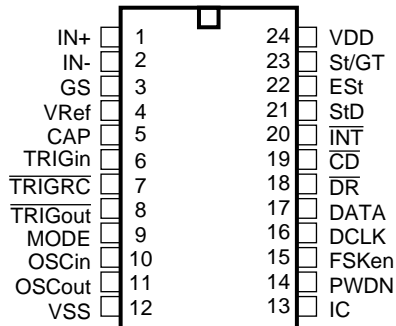 IN+ 1 24 VDD
IN- 2 23 St/GT
GS 3 22 ESt
VRef 4 21 StD
CAP 5 20 INT
TRIGin 6 19 CD
TRIGRC 7 18 DR
TRIGout 8 17 DATA
MODE 9 16 DCLK
OSCin 10 15 FSKen
OSCout 11 14 PWDN
VSS 12 13 IC